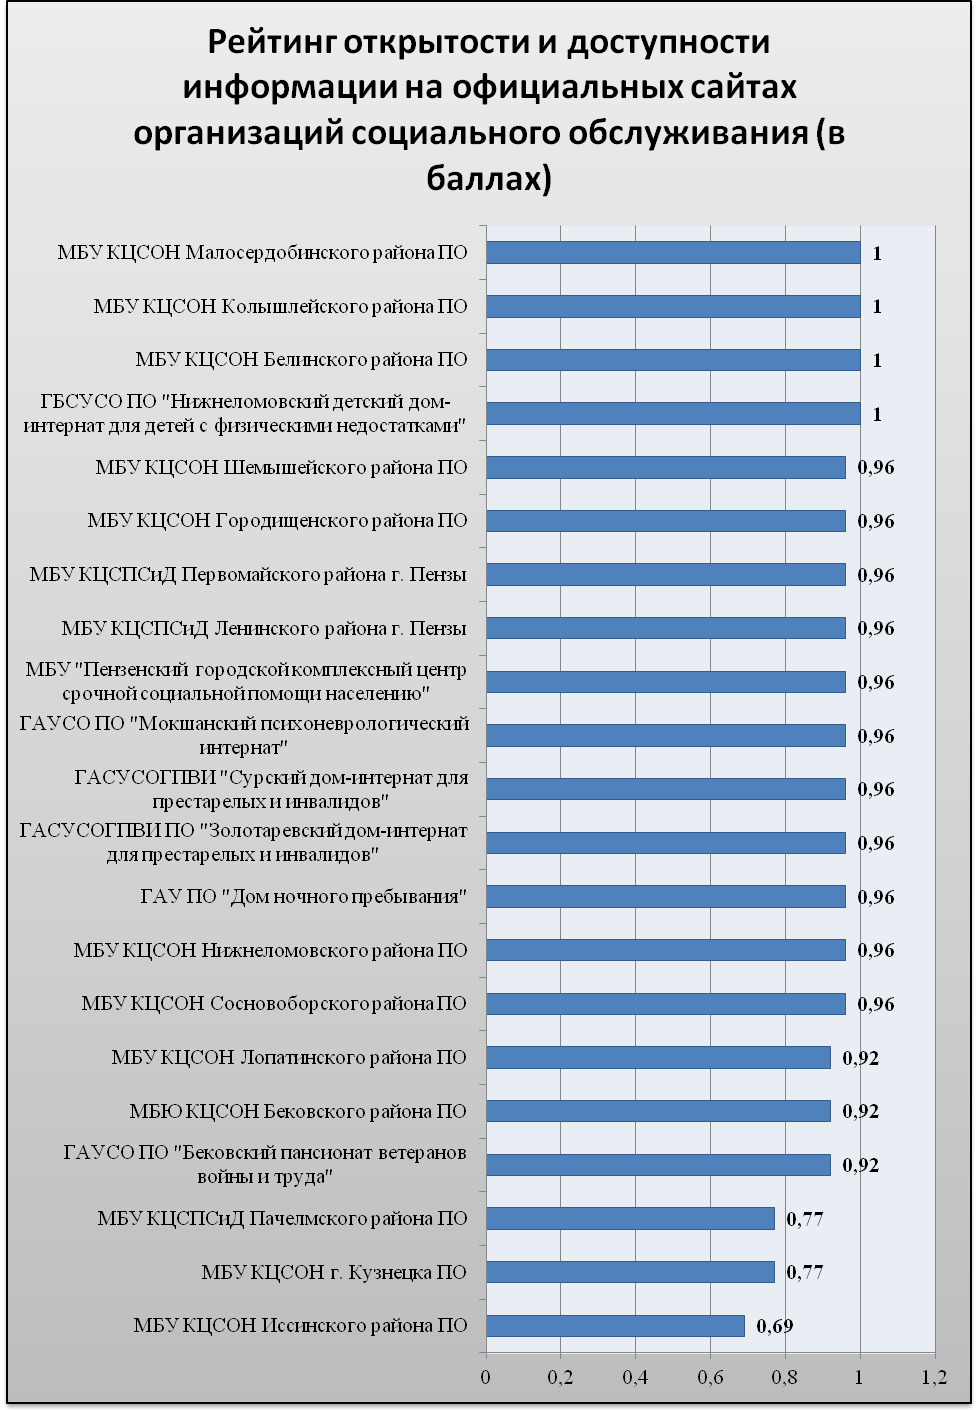 Рейтинг открытости и доступности
информации на официальных сайтах
организаций социального обслуживания (в
баллах)
МБУ КЦСОН Малосердобинского района ПО 1
МБУ КЦСОН Колышлейского района ПО 1
МБУ КЦСОН Белинского района ПО 1
ГБСУСО ПО "Нижнеломовский детский дом-
интернат для детей с физическими недостатками" 1
МБУ КЦСОН Шемышейского района ПО 0,96
МБУ КЦСОН Городищенского района ПО 0,96
МБУ КЦСПСиД Первомайского района г. Пензы 0,96
МБУ КЦСПСиД Ленинского района г. Пензы 0,96
МБУ "Пензенский городской комплексный центр
срочной социальной помощи населению" 0,96
ГАУСО ПО "Мокшанский психоневрологический
интернат" 0,96
ГАСУСОГПВИ "Сурский дом-интернат для
престарелых и инвалидов" 0,96
ГАСУСОГПВИ ПО "Золотаревский дом-интернат
для престарелых и инвалидов" 0,96
ГАУ ПО "Дом ночного пребывания" 0,96
МБУ КЦСОН Нижнеломовского района ПО 0,96
МБУ КЦСОН Сосновоборского района ПО 0,96
МБУ КЦСОН Лопатинского района ПО 0,92
МБЮ КЦСОН Бековского района ПО 0,92
ГАУСО ПО "Бековский пансионат ветеранов
войны и труда" 0,92
МБУ КЦСПСиД Пачелмского района ПО 0,77
МБУ КЦСОН г. Кузнецка ПО 0,77
МБУ КЦСОН Иссинского района ПО 0,69
0 0,2 0,4 0,6 0,8 1 1,2